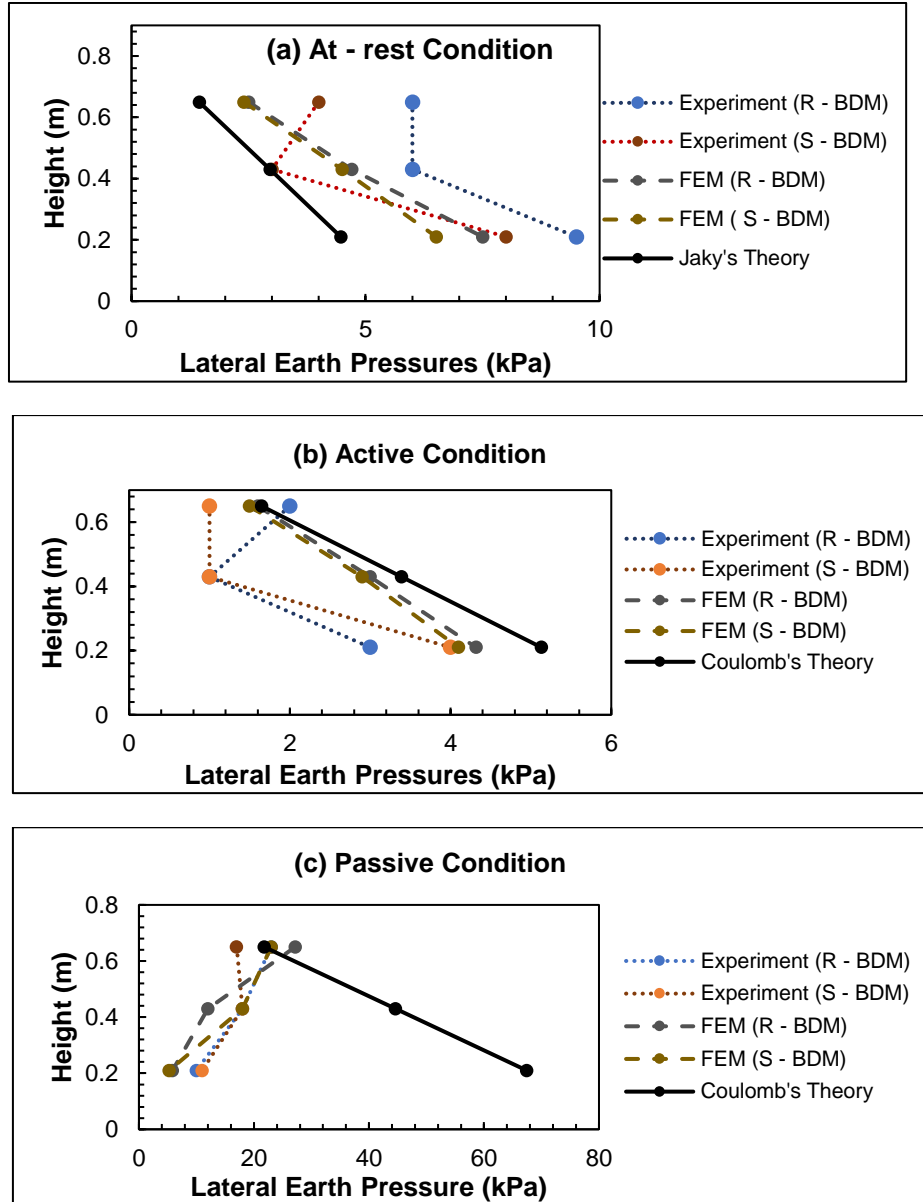 (a) At - rest Condition
0.8
0.6
0.4
0.2
0
Height (m)
0
5
10
Lateral Earth Pressures (kPa)
Experiment (R - BDM)
Experiment (S - BDM)
FEM (R - BDM)
FEM ( S - BDM)
Jaky's Theory
(b) Active Condition
0.6
0.4
0.2
0
Height (m)
0
2
4
6
Lateral Earth Pressures (kPa)
Experiment (R - BDM)
Experiment (S - BDM)
FEM (R - BDM)
FEM (S - BDM)
Coulomb's Theory
(c) Passive Condition
0.8
0.6
0.4
0.2
0
Height (m)
0
20
40
60
80
Lateral Earth Pressure (kPa)
Experiment (R - BDM)
Experiment (S - BDM)
FEM (R - BDM)
FEM (S - BDM)
Coulomb's Theory